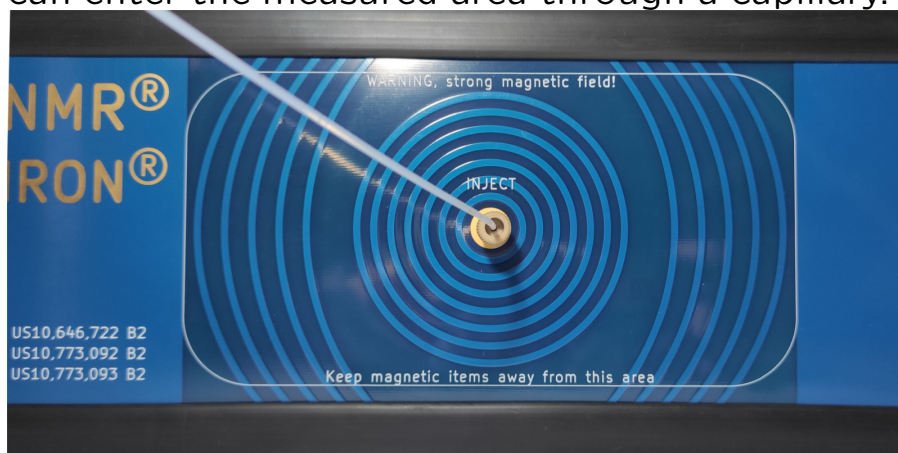 can enter the measured area through a capillary.
WARNING, strong magnetic field!
NMR®
IRON®
INJECT
US10,646,722 B2
US10,773,092 B2
US10,773,093 B2
Keep magnetic items away from this area